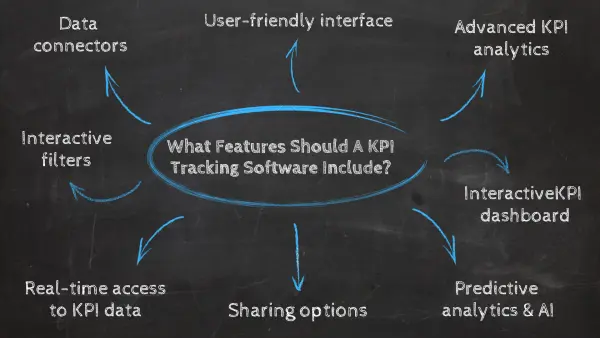 Data
connectors
User-friendly interface
Advanced KPI
analytics
Interactive
filters
What Features Should A KPI
Tracking Software Include?
InteractiveKPI
dashboard
Real-time access
to KPI data
Sharing options
Predictive
analytics & AI